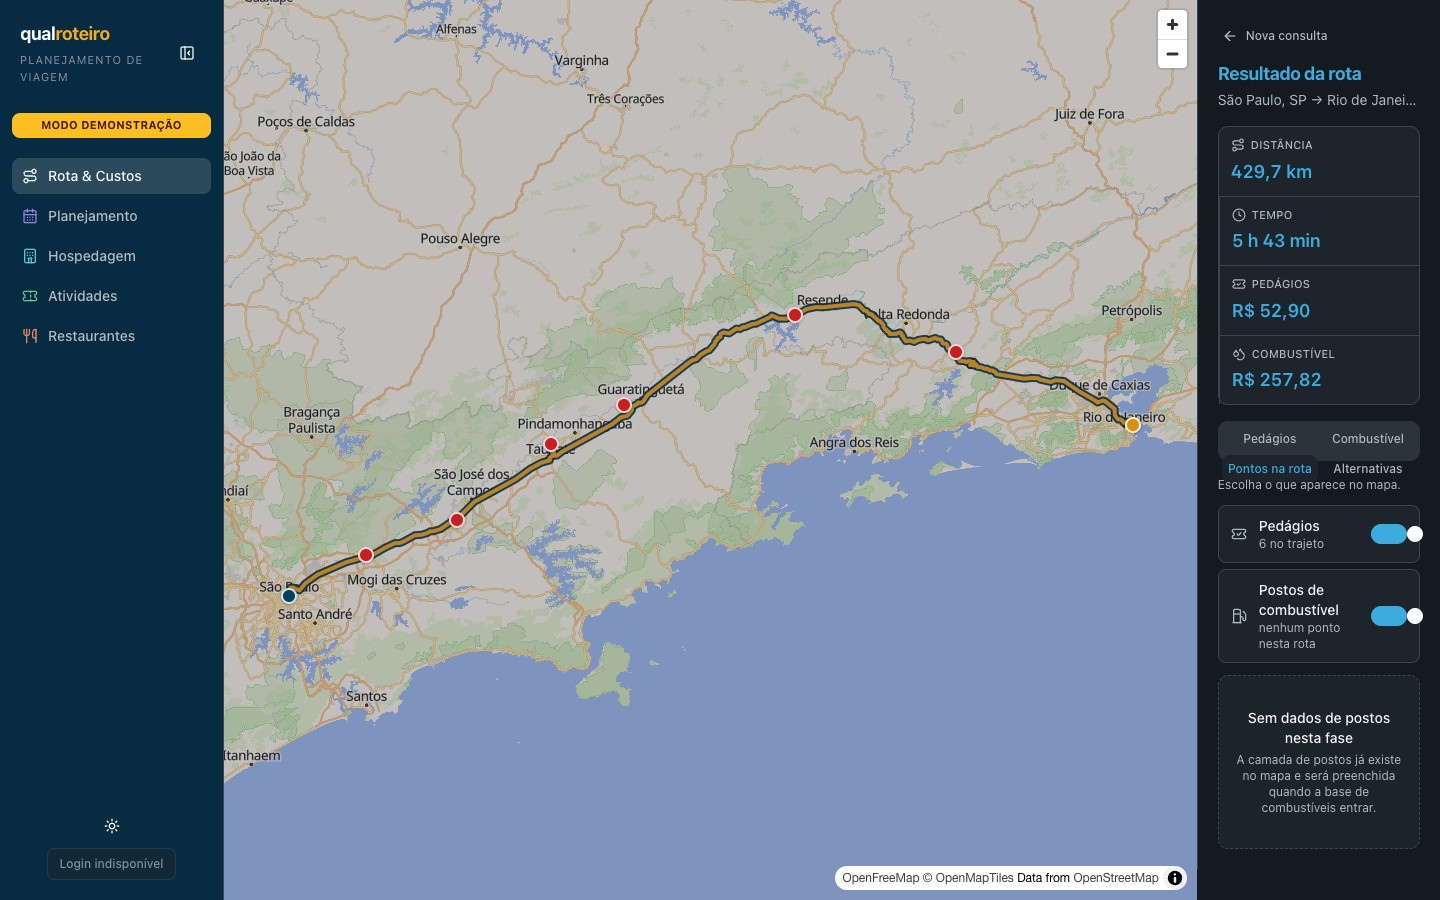 qualroteiro
PLANEJAMENTO DE
VIAGEM
MODO DEMONSTRAÇÃO
Rota & Custos
Planejamento
Hospedagem
Atividades
Restaurantes
Login indisponível
Alfenas
Varginha
Três Corações
Poços de Caldas
Juiz de Fora
ão João da
Boa Vista
Pouso Alegre
Resende
lta Redonda
Petrópolis
Guaratinguetá
Duque de Caxias
Bragança
Paulista
Pindamonhangaba
Rio de Janeiro
Angra dos Reis
São José dos
Campos
ndiaí
São Paulo
Mogi das Cruzes
Santo André
Santos
Itanhaem
OpenFreeMap © OpenMapTiles Data from OpenStreetMap
Nova consulta
Resultado da rota
São Paulo, SP → Rio de Janei...
DISTÂNCIA
429,7 km
TEMPO
5 h 43 min
PEDÁGIOS
R$ 52,90
COMBUSTÍVEL
R$ 257,82
Pedágios
Combustível
Pontos na rota
Alternativas
Escolha o que aparece no mapa.
Pedágios
6 no trajeto
Postos de
combustível
nenhum ponto
nesta rota
Sem dados de postos
nesta fase
A camada de postos já existe
no mapa e será preenchida
quando a base de
combustíveis entrar.